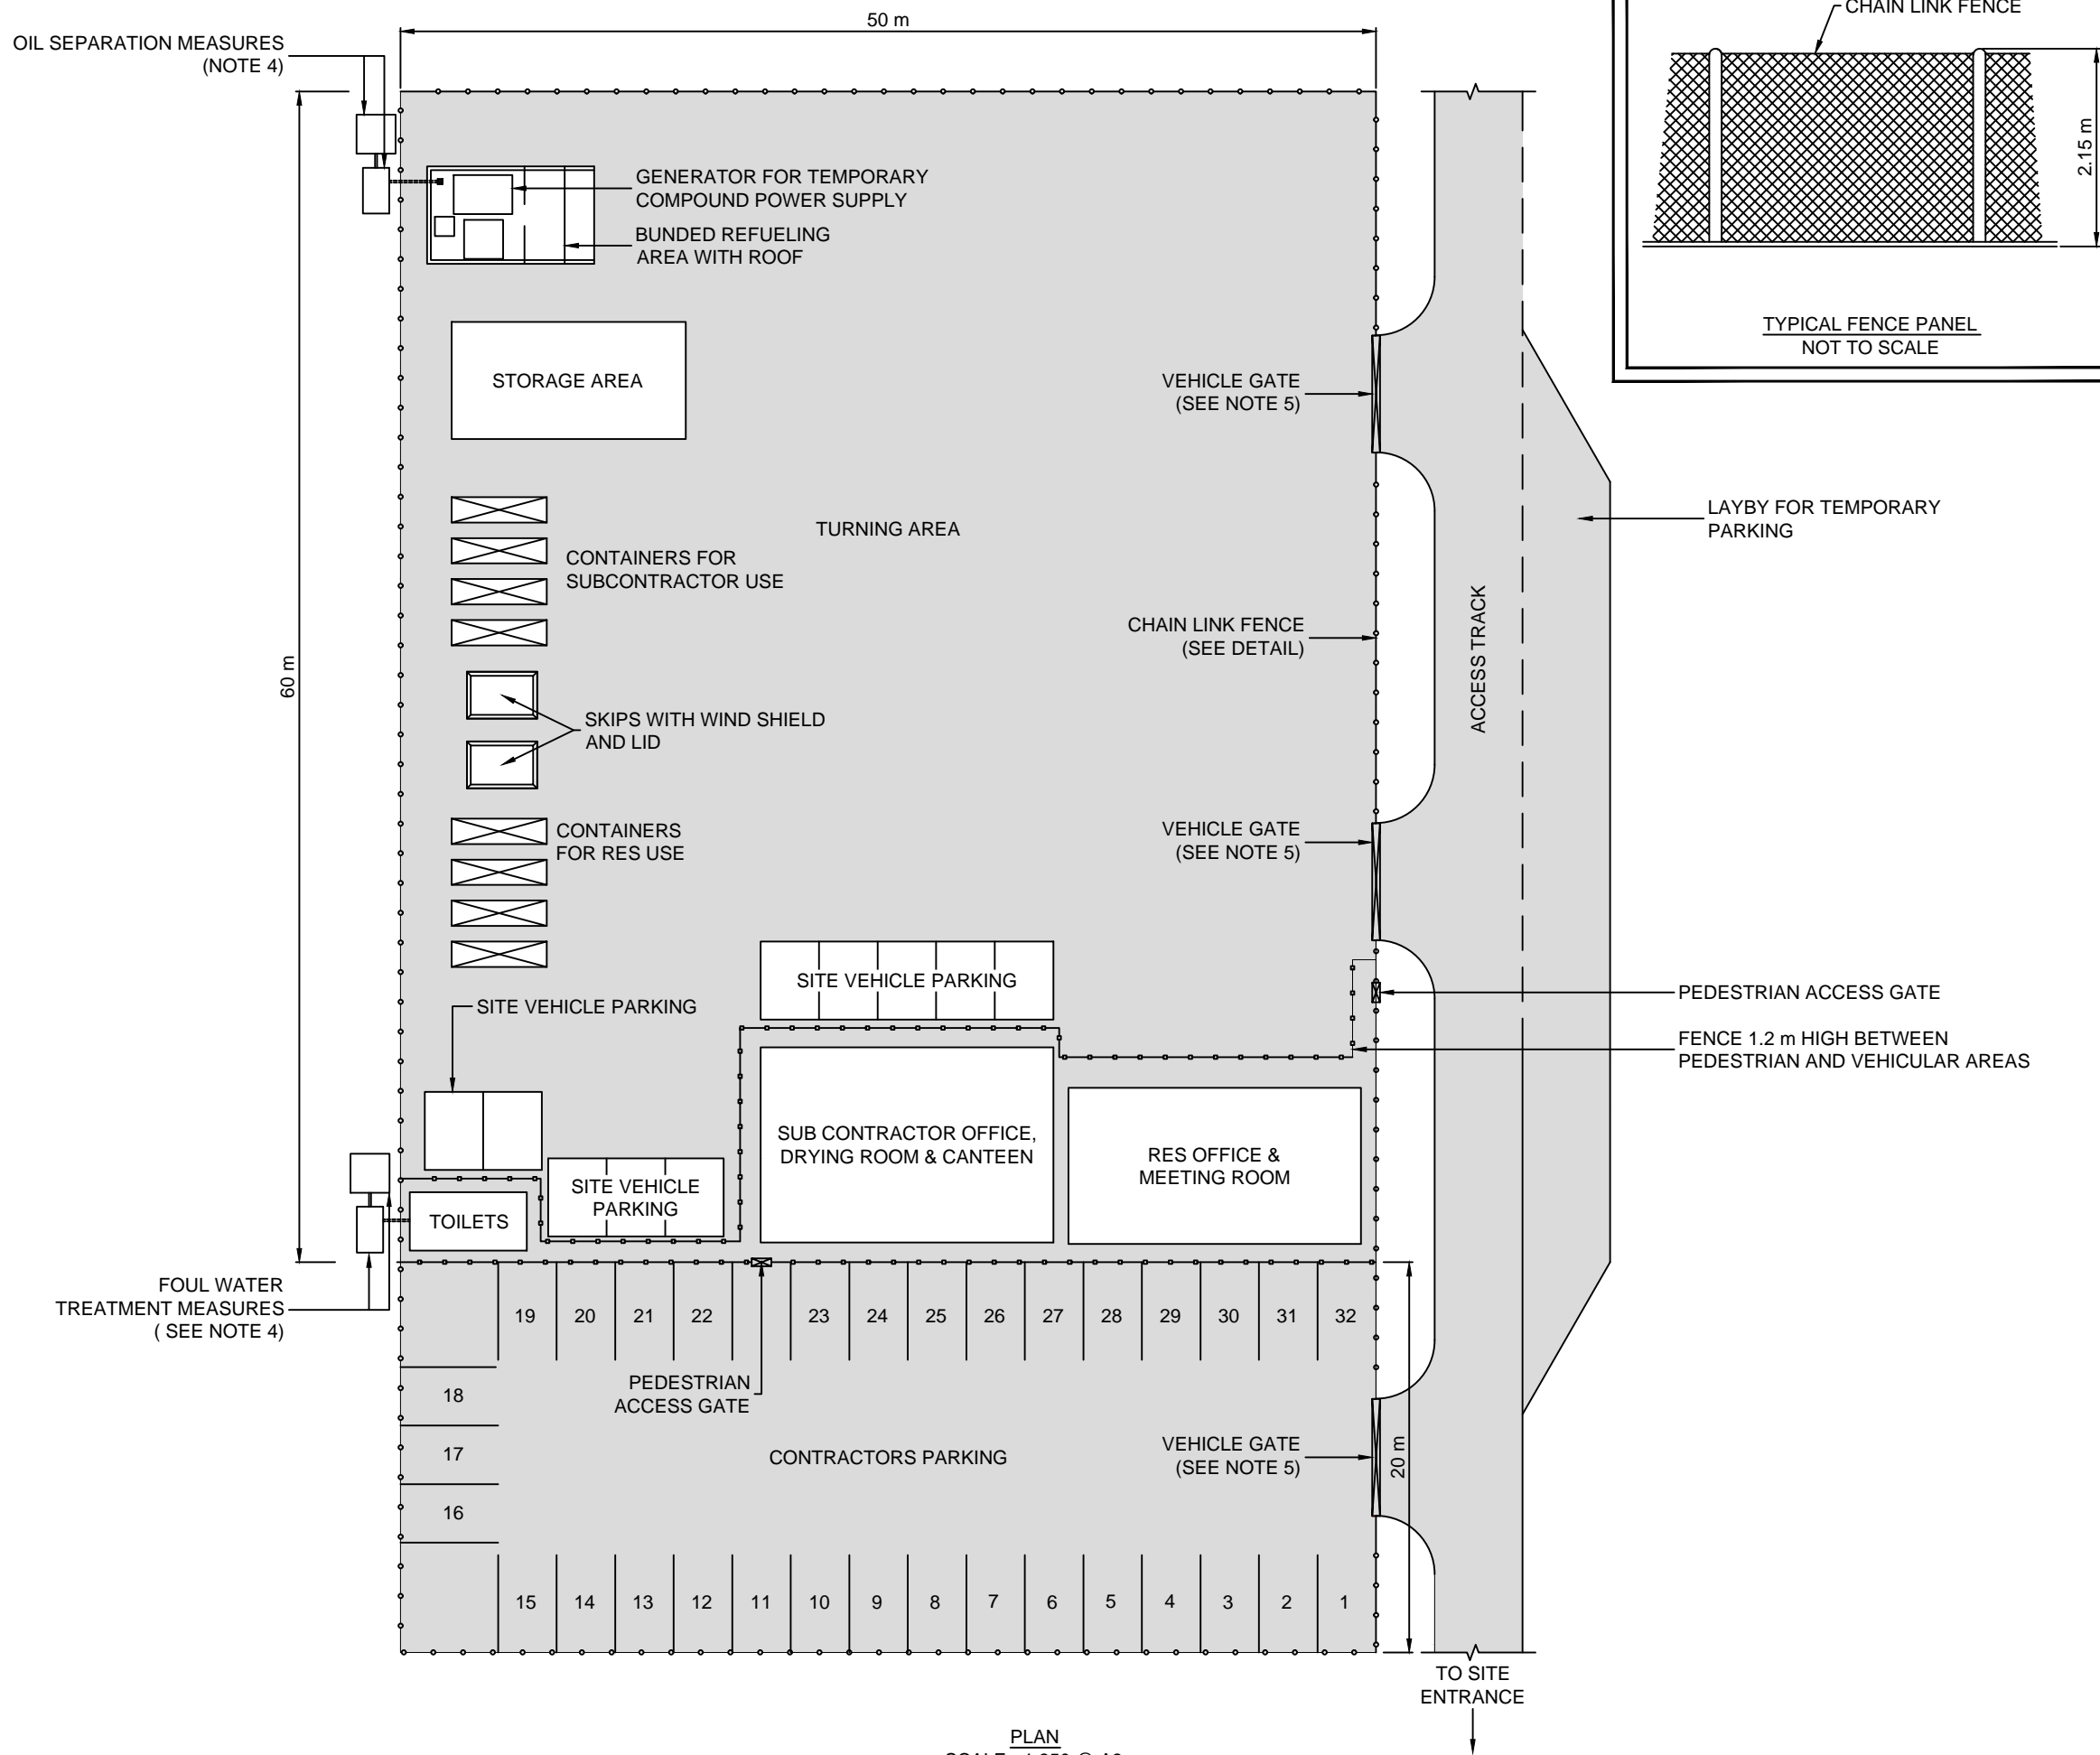 50 m
CHAIN LINK FENCE
OIL SEPARATION MEASURES
(NOTE 4)
2.15 m
GENERATOR FOR TEMPORARY
COMPOUND POWER SUPPLY
BUNDED REFUELING
AREA WITH ROOF
TYPICAL FENCE PANEL
NOT TO SCALE
STORAGE AREA
VEHICLE GATE
(SEE NOTE 5)
LAYBY FOR TEMPORARY
PARKING
TURNING AREA
CONTAINERS FOR
SUBCONTRACTOR USE
CHAIN LINK FENCE
(SEE DETAIL)
ACCESS TRACK
60 m
SKIPS WITH WIND SHIELD
AND LID
CONTAINERS
FOR RES USE
VEHICLE GATE
(SEE NOTE 5)
SITE VEHICLE PARKING
PEDESTRIAN ACCESS GATE
SITE VEHICLE PARKING
FENCE 1.2 m HIGH BETWEEN
PEDESTRIAN AND VEHICULAR AREAS
SUB CONTRACTOR OFFICE,
DRYING ROOM & CANTEEN
RES OFFICE &
MEETING ROOM
SITE VEHICLE
PARKING
TOILETS
FOUL WATER
TREATMENT MEASURES
( SEE NOTE 4)
19 20 21 22 23 24 25 26 27 28 29 30 31 32
PEDESTRIAN
ACCESS GATE
18
17
16
CONTRACTORS PARKING
VEHICLE GATE
(SEE NOTE 5)
20 m
15 14 13 12 11 10 9 8 7 6 5 4 3 2 1
TO SITE
ENTRANCE
PLAN